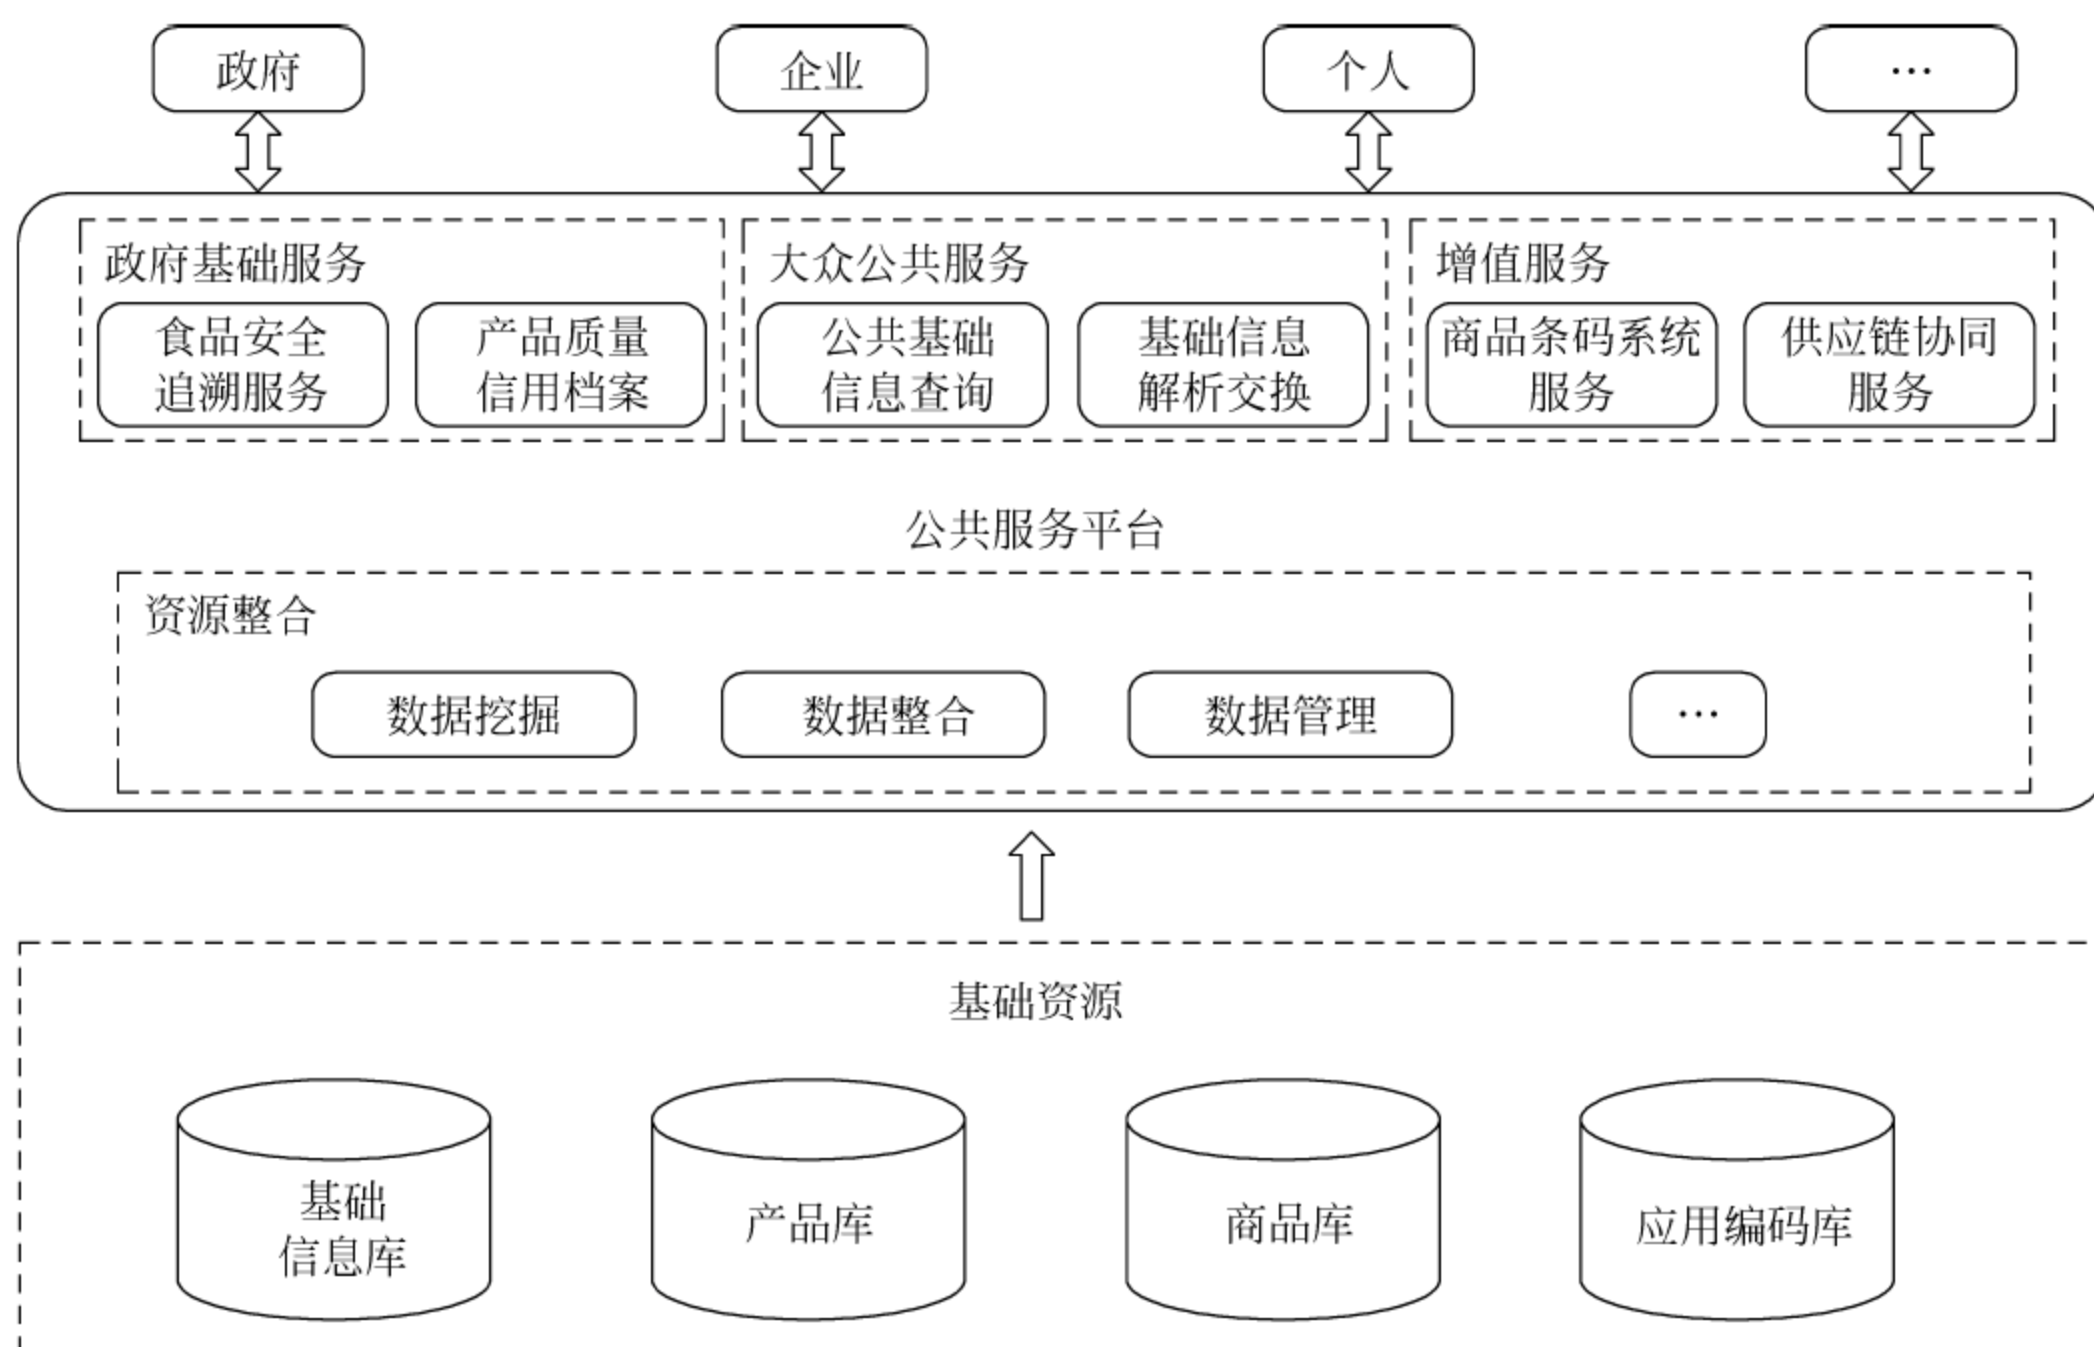 政府
企业
个人
…
政府基础服务
食品安全
追溯服务
产品质量
信用档案
大众公共服务
公共基础
信息查询
基础信息
解析交换
增值服务
商品条码系统
服务
供应链协同
服务
公共服务平台
资源整合
数据挖掘
数据整合
数据管理
…
基础资源
基础
信息库
产品库
商品库
应用编码库